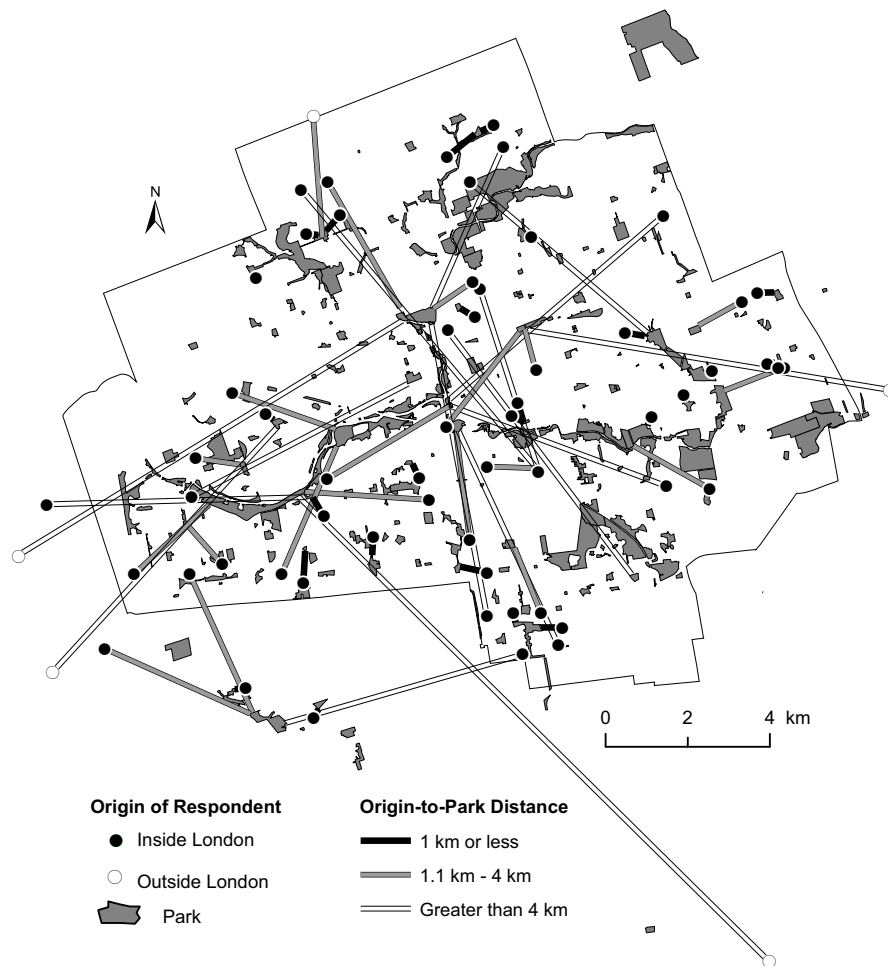 N
0 2 4 km
Origin of Respondent
Inside London
Outside London
Park
Origin-to-Park Distance
1 km or less
1.1 km - 4 km
Greater than 4 km